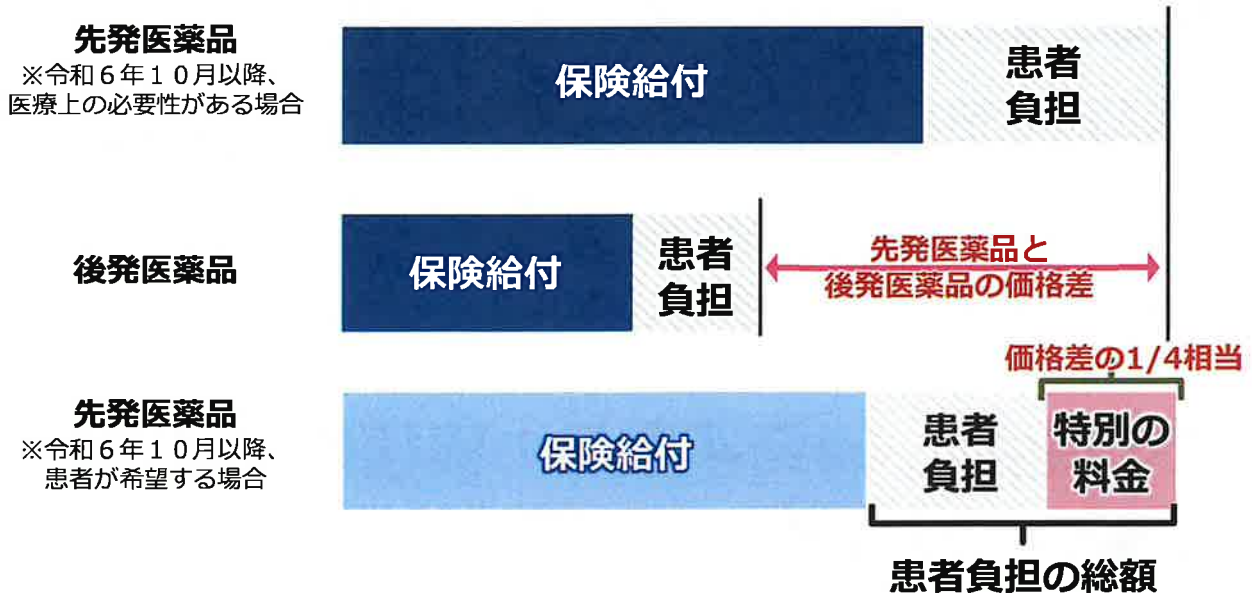 先発医薬品
※令和６年１０月以降、
医療上の必要性がある場合
保険給付
患者
負担
後発医薬品
保険給付
患者
負担
先発医薬品と
後発医薬品の価格差
価格差の1/4相当
先発医薬品
※令和６年１０月以降、
患者が希望する場合
保険給付
患者
負担
特別の
料金
患者負担の総額